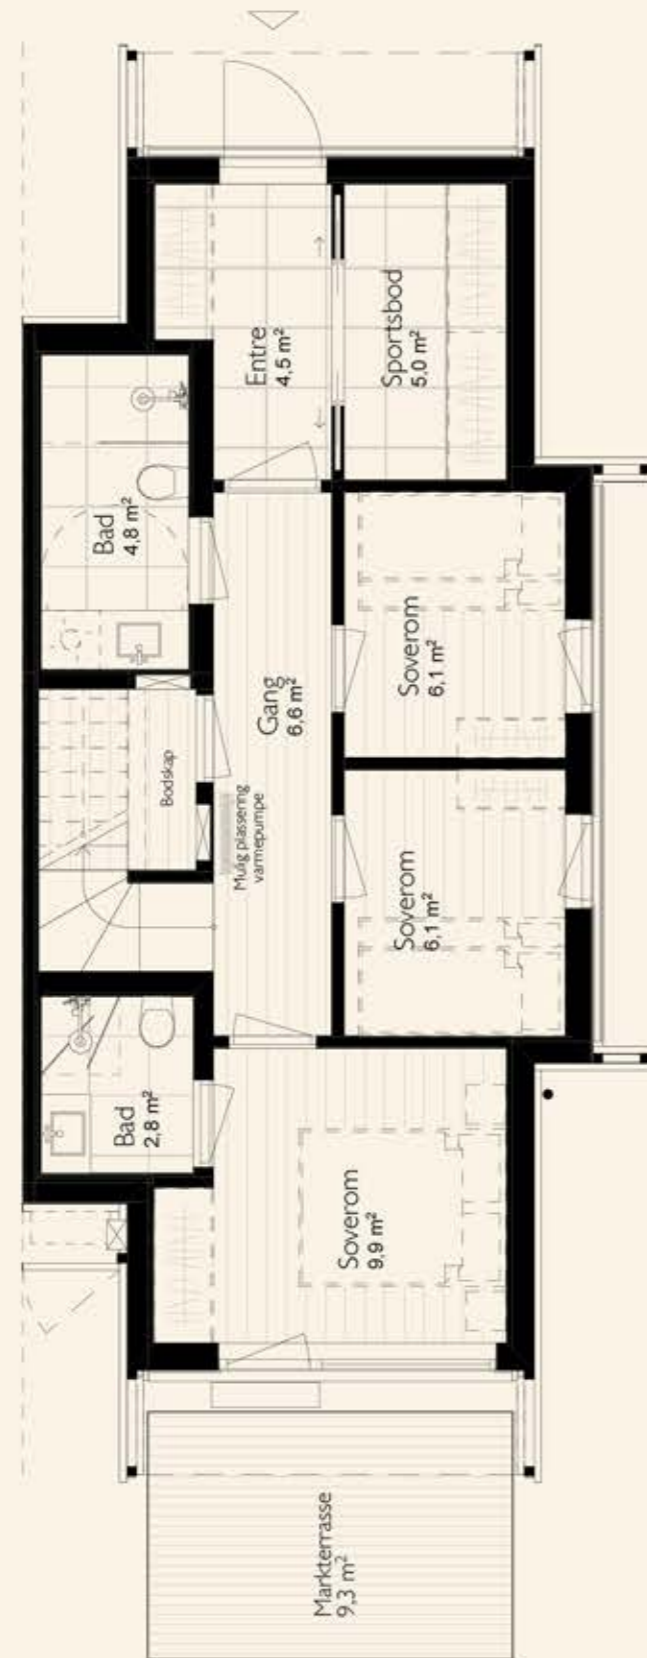 Entre
4,5 m²
Sportsbod
5,0 m²
Bad
4,8 m²
Gang
6,6 m²
Soverom
6,1 m²
Bodskap
Mulig plassering
varmepumpe
Soverom
6,1 m²
Bad
2,8 m²
Soverom
9,9 m²
Markterrasse
9,3 m²